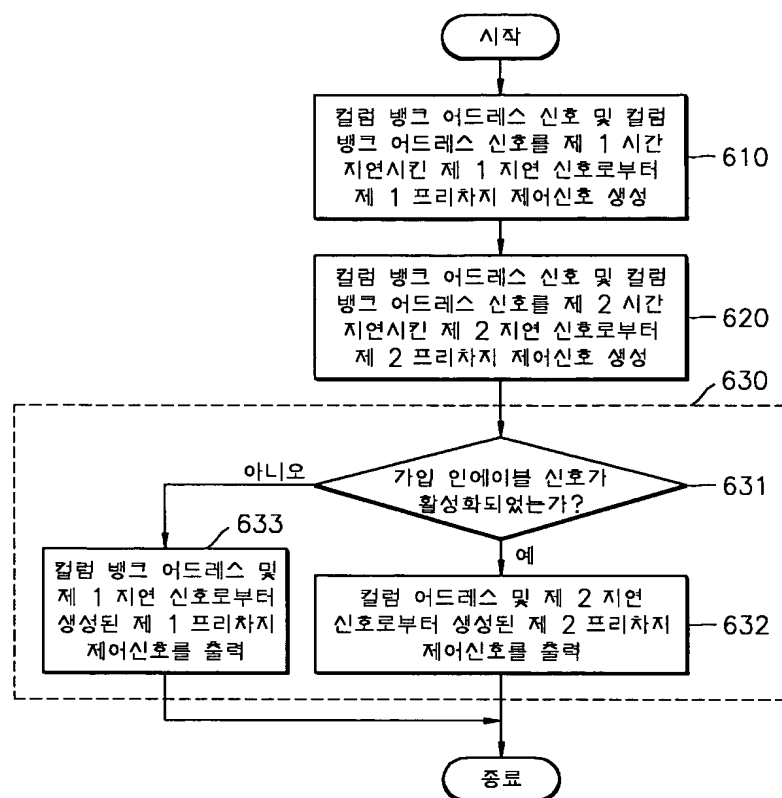 시작
컬럼 뱅크 어드레스 신호 및 컬럼
뱅크 어드레스 신호를 제 1 시간
지연시킨 제 1 지연 신호로부터
제 1 프리차지 제어신호 생성
610
컬럼 뱅크 어드레스 신호 및 컬럼
뱅크 어드레스 신호를 제 2 시간
지연시킨 제 2 지연 신호로부터
제 2 프리차지 제어신호 생성
620
630
가입 인에이블 신호가
활성화되었는가?
631
아니오
예
633
컬럼 뱅크 어드레스 및
제 1 지연 신호로부터
생성된 제 1 프리차지
제어신호를 출력
컬럼 어드레스 및 제 2 지연
신호로부터 생성된 제 2 프리차지
제어신호를 출력
632
종료